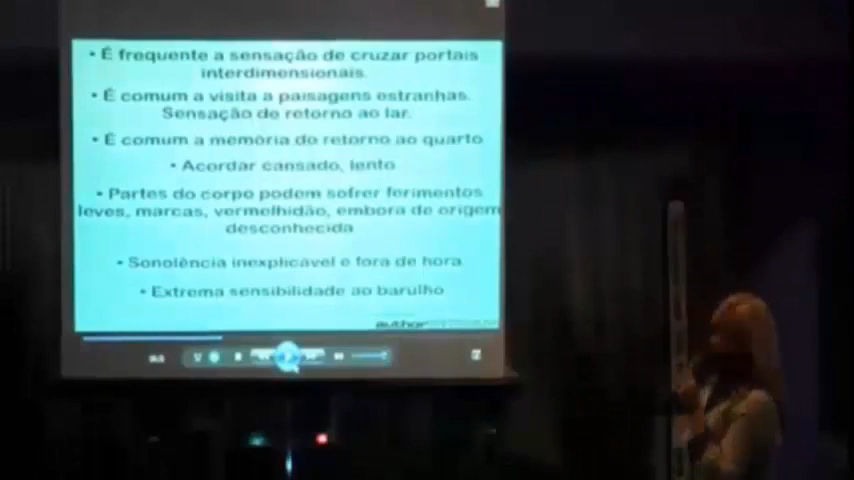 • É frequente a sensação de cruzar portais
interdimensionais.
• É comum a visita a paisagens estranhas.
Sensação de retorno ao lar.
• É comum a memória do retorno ao quarto
• Acordar cansado, lento
• Partes do corpo podem sofrer ferimentos
leves, marcas, vermelhidão, embora de origem
desconhecida
• Sonolência inexplicável e fora de hora
• Extrema sensibilidade ao barulho
author